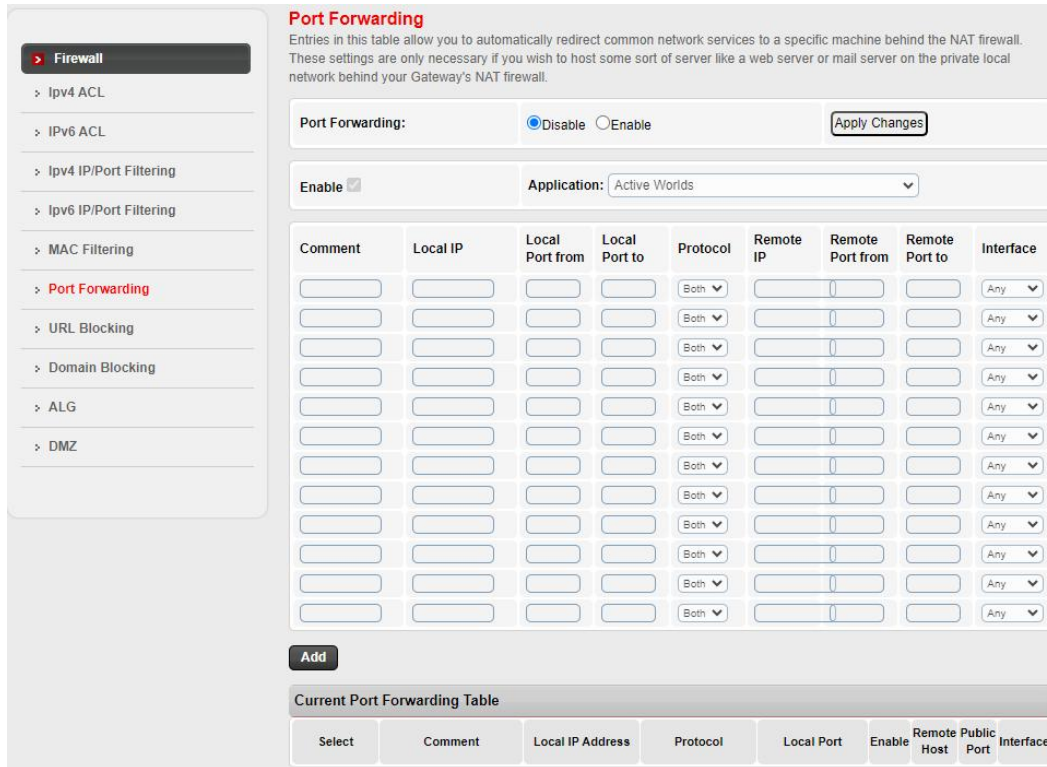 Firewall
Ipv4 ACL
IPv6 ACL
Ipv4 IP/Port Filtering
Ipv6 IP/Port Filtering
MAC Filtering
Port Forwarding
URL Blocking
Domain Blocking
ALG
DMZ
Port Forwarding
Entries in this table allow you to automatically redirect common network services to a specific machine behind the NAT firewall.
These settings are only necessary if you wish to host some sort of server like a web server or mail server on the private local
network behind your Gateway's NAT firewall.
Port Forwarding: Disable Enable Apply Changes
Enable Application: Active Worlds
Comment Local IP Local Port from Local Port to Protocol Remote IP Remote Port from Remote Port to Interface
Both Any
Both Any
Both Any
Both Any
Both Any
Both Any
Both Any
Both Any
Both Any
Both Any
Both Any
Both Any
Add
Current Port Forwarding Table
Select Comment Local IP Address Protocol Local Port Enable Remote Host Public Port Interface